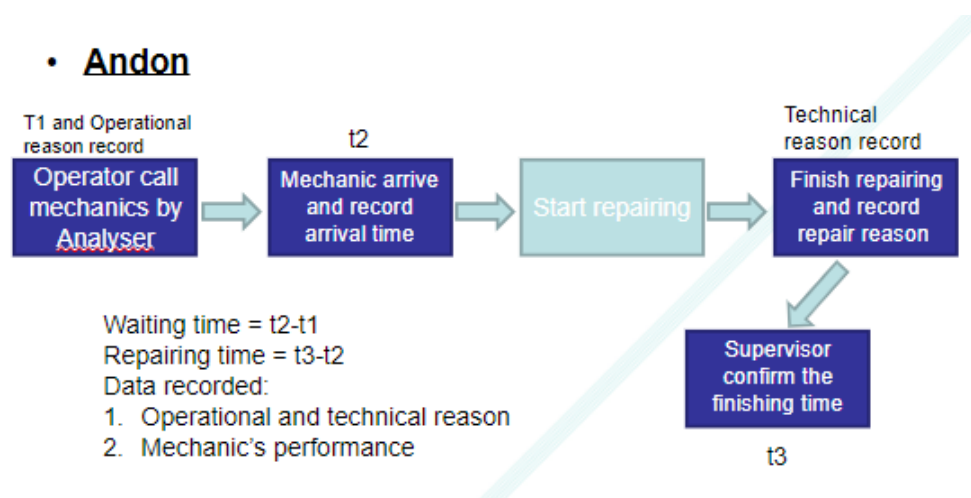 • Andon
T1 and Operational
reason record
Operator call
mechanics by
Analyser
t2
Mechanic arrive
and record
arrival time
Start repairing
Technical
reason record
Finish repairing
and record
repair reason
Supervisor
confirm the
finishing time
t3
Waiting time = t2-t1
Repairing time = t3-t2
Data recorded:
1. Operational and technical reason
2. Mechanic's performance